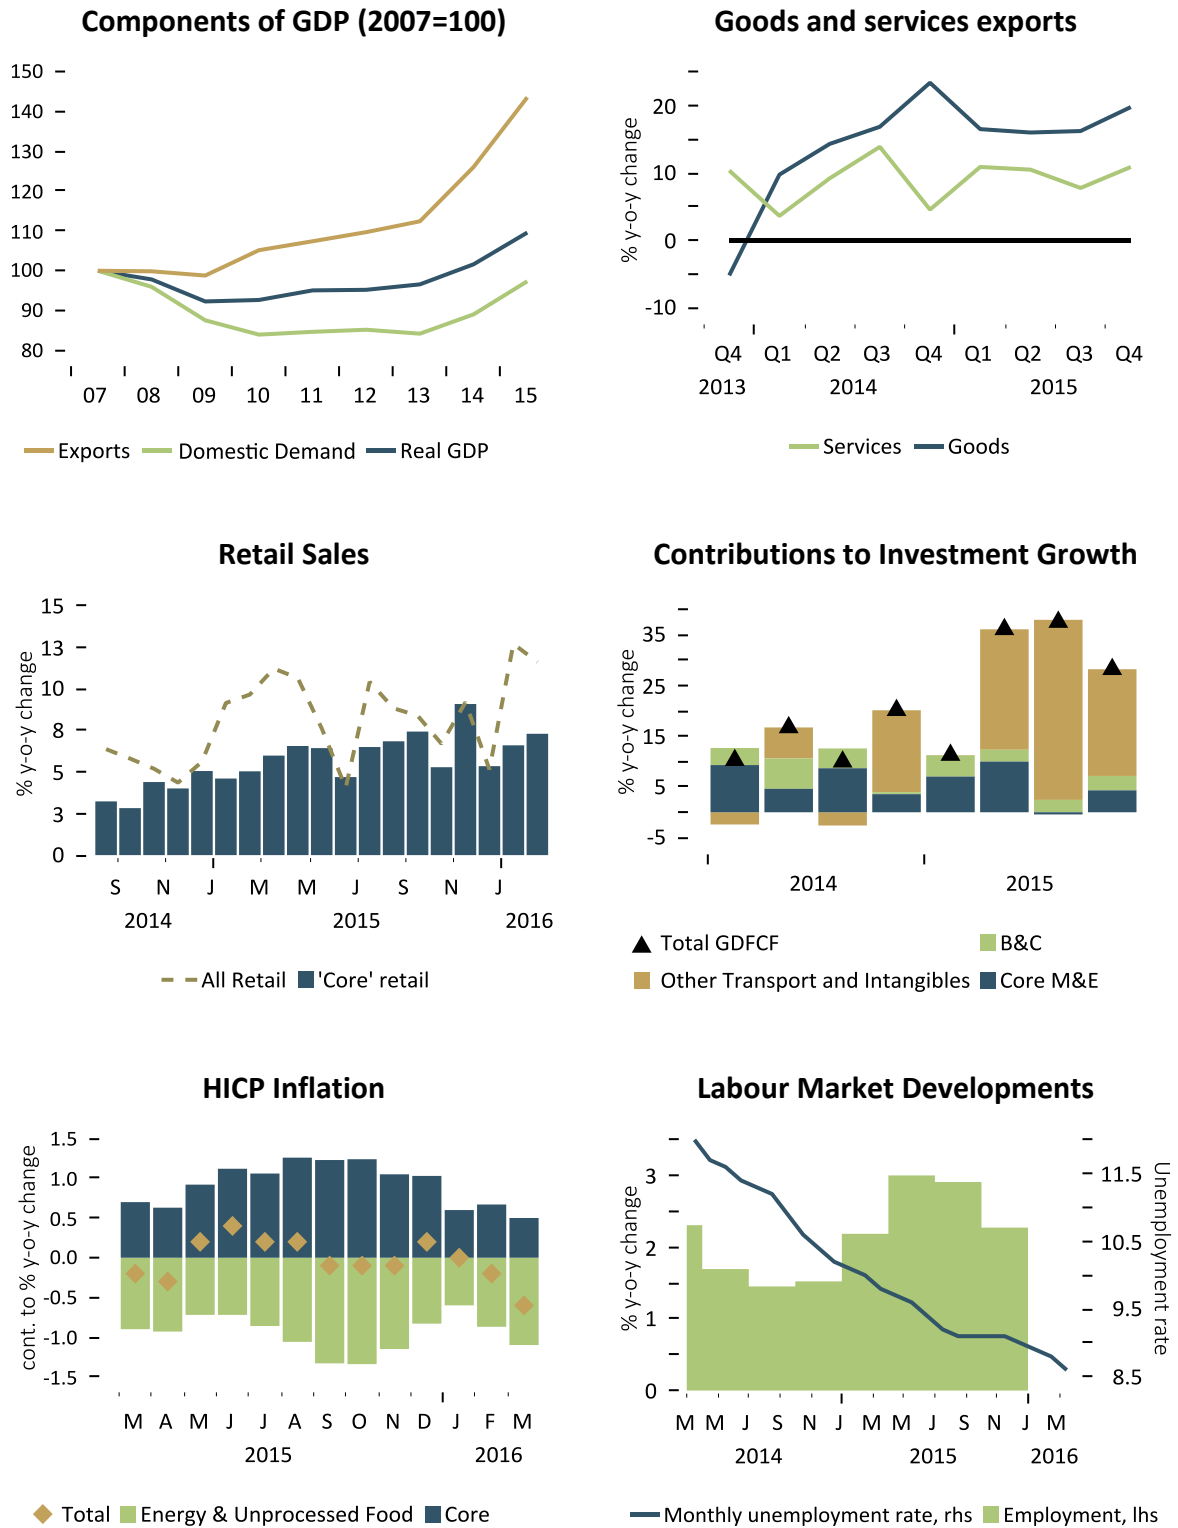 Components of GDP (2007=100)
150
140
130
120
110
100
90
80
07 08 09 10 11 12 13 14 15
Exports Domestic Demand Real GDP
Goods and services exports
% y-o-y change
20
10
0
-10
Q4 Q1 Q2 Q3 Q4 Q1 Q2 Q3 Q4
2013 2014 2015
Services Goods
Retail Sales
% y-o-y change
15
13
10
8
5
3
0
S N J M M J S N J
2014 2015 2016
All Retail 'Core' retail
Contributions to Investment Growth
% y-o-y change
35
25
15
5
-5
2014 2015
Total GDFCF B&C
Other Transport and Intangibles Core M&E
HICP Inflation
cont. to % y-o-y change
1.5
1.0
0.5
0.0
-0.5
-1.0
-1.5
M A M J J A S O N D J F M
2015 2016
Total Energy & Unprocessed Food Core
Labour Market Developments
% y-o-y change
3
2
1
0
11.5
10.5
9.5
8.5
Unemployment rate
M M J S N J M M J S N J M
2014 2015 2016
Monthly unemployment rate, rhs Employment, lhs